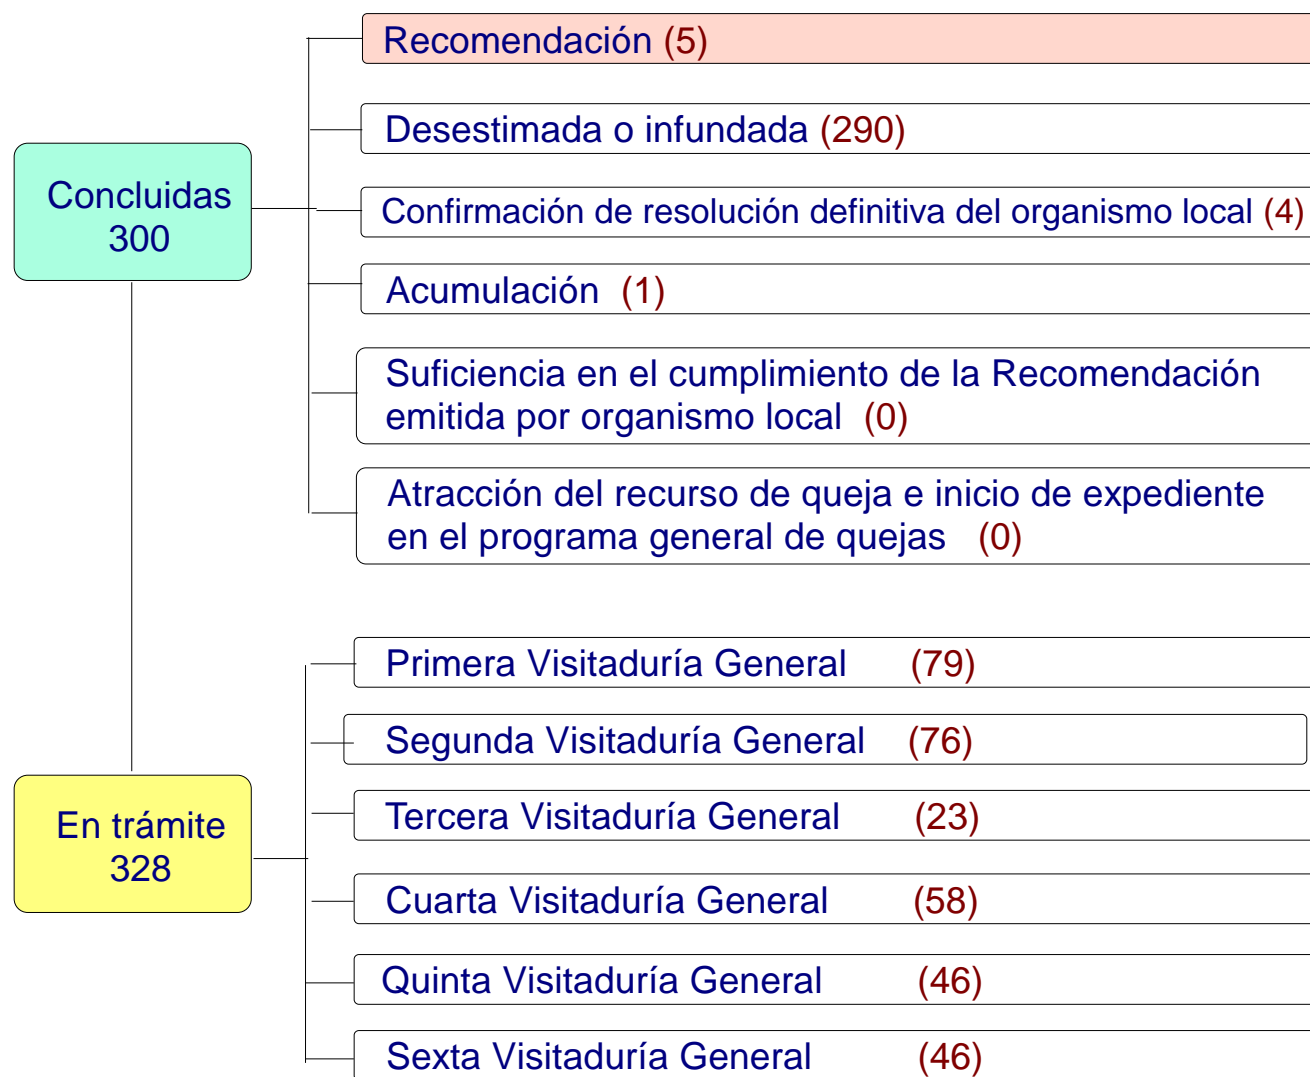 Concluidas
300
Recomendación (5)
Desestimada o infundada (290)
Confirmación de resolución definitiva del organismo local (4)
Acumulación (1)
Suficiencia en el cumplimiento de la Recomendación
emitida por organismo local (0)
Atracción del recurso de queja e inicio de expediente
en el programa general de quejas (0)
En trámite
328
Primera Visitaduría General (79)
Segunda Visitaduría General (76)
Tercera Visitaduría General (23)
Cuarta Visitaduría General (58)
Quinta Visitaduría General (46)
Sexta Visitaduría General (46)